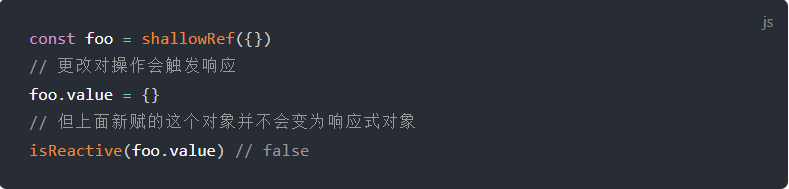 js
const foo = shallowRef({})
// 更改对操作会触发响应
foo.value = {}
// 但上面新赋的这个对象并不会变为响应式对象
isReactive(foo.value) // false